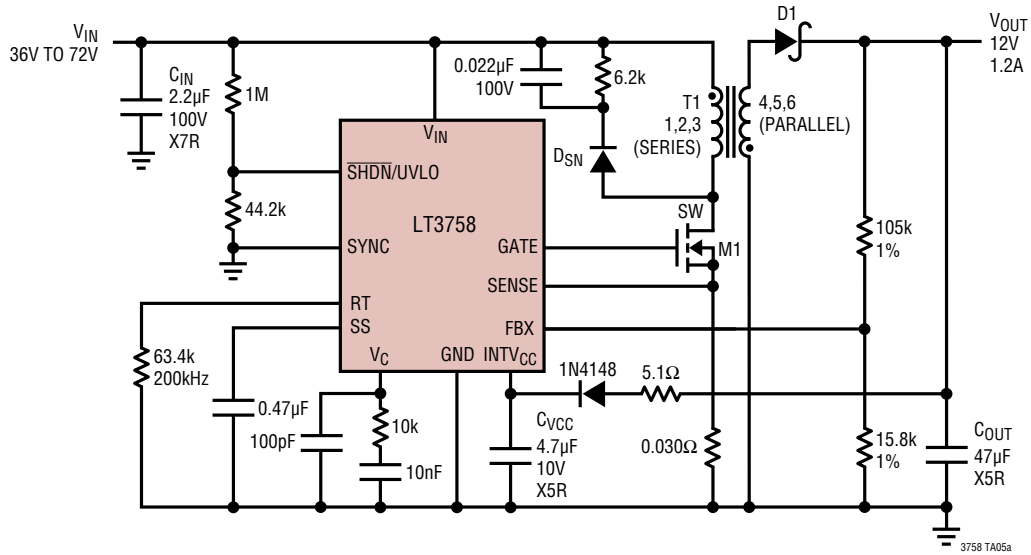 VIN
36V TO 72V
CIN
2.2µF
100V
X7R
1M
44.2k
0.022µF
100V
6.2k
DSN
T1
1,2,3
(SERIES)
4,5,6
(PARALLEL)
D1
VOUT
12V
1.2A
VIN
SHDN/UVLO
LT3758
SYNC
GATE
SW
M1
SENSE
RT
SS
FBX
VC
GND
INTVCC
105k
1%
63.4k
200kHz
0.47µF
100pF
10k
10nF
1N4148
5.1Ω
CVCC
4.7µF
10V
X5R
0.030Ω
15.8k
1%
COUT
47µF
X5R
3758 TA05a